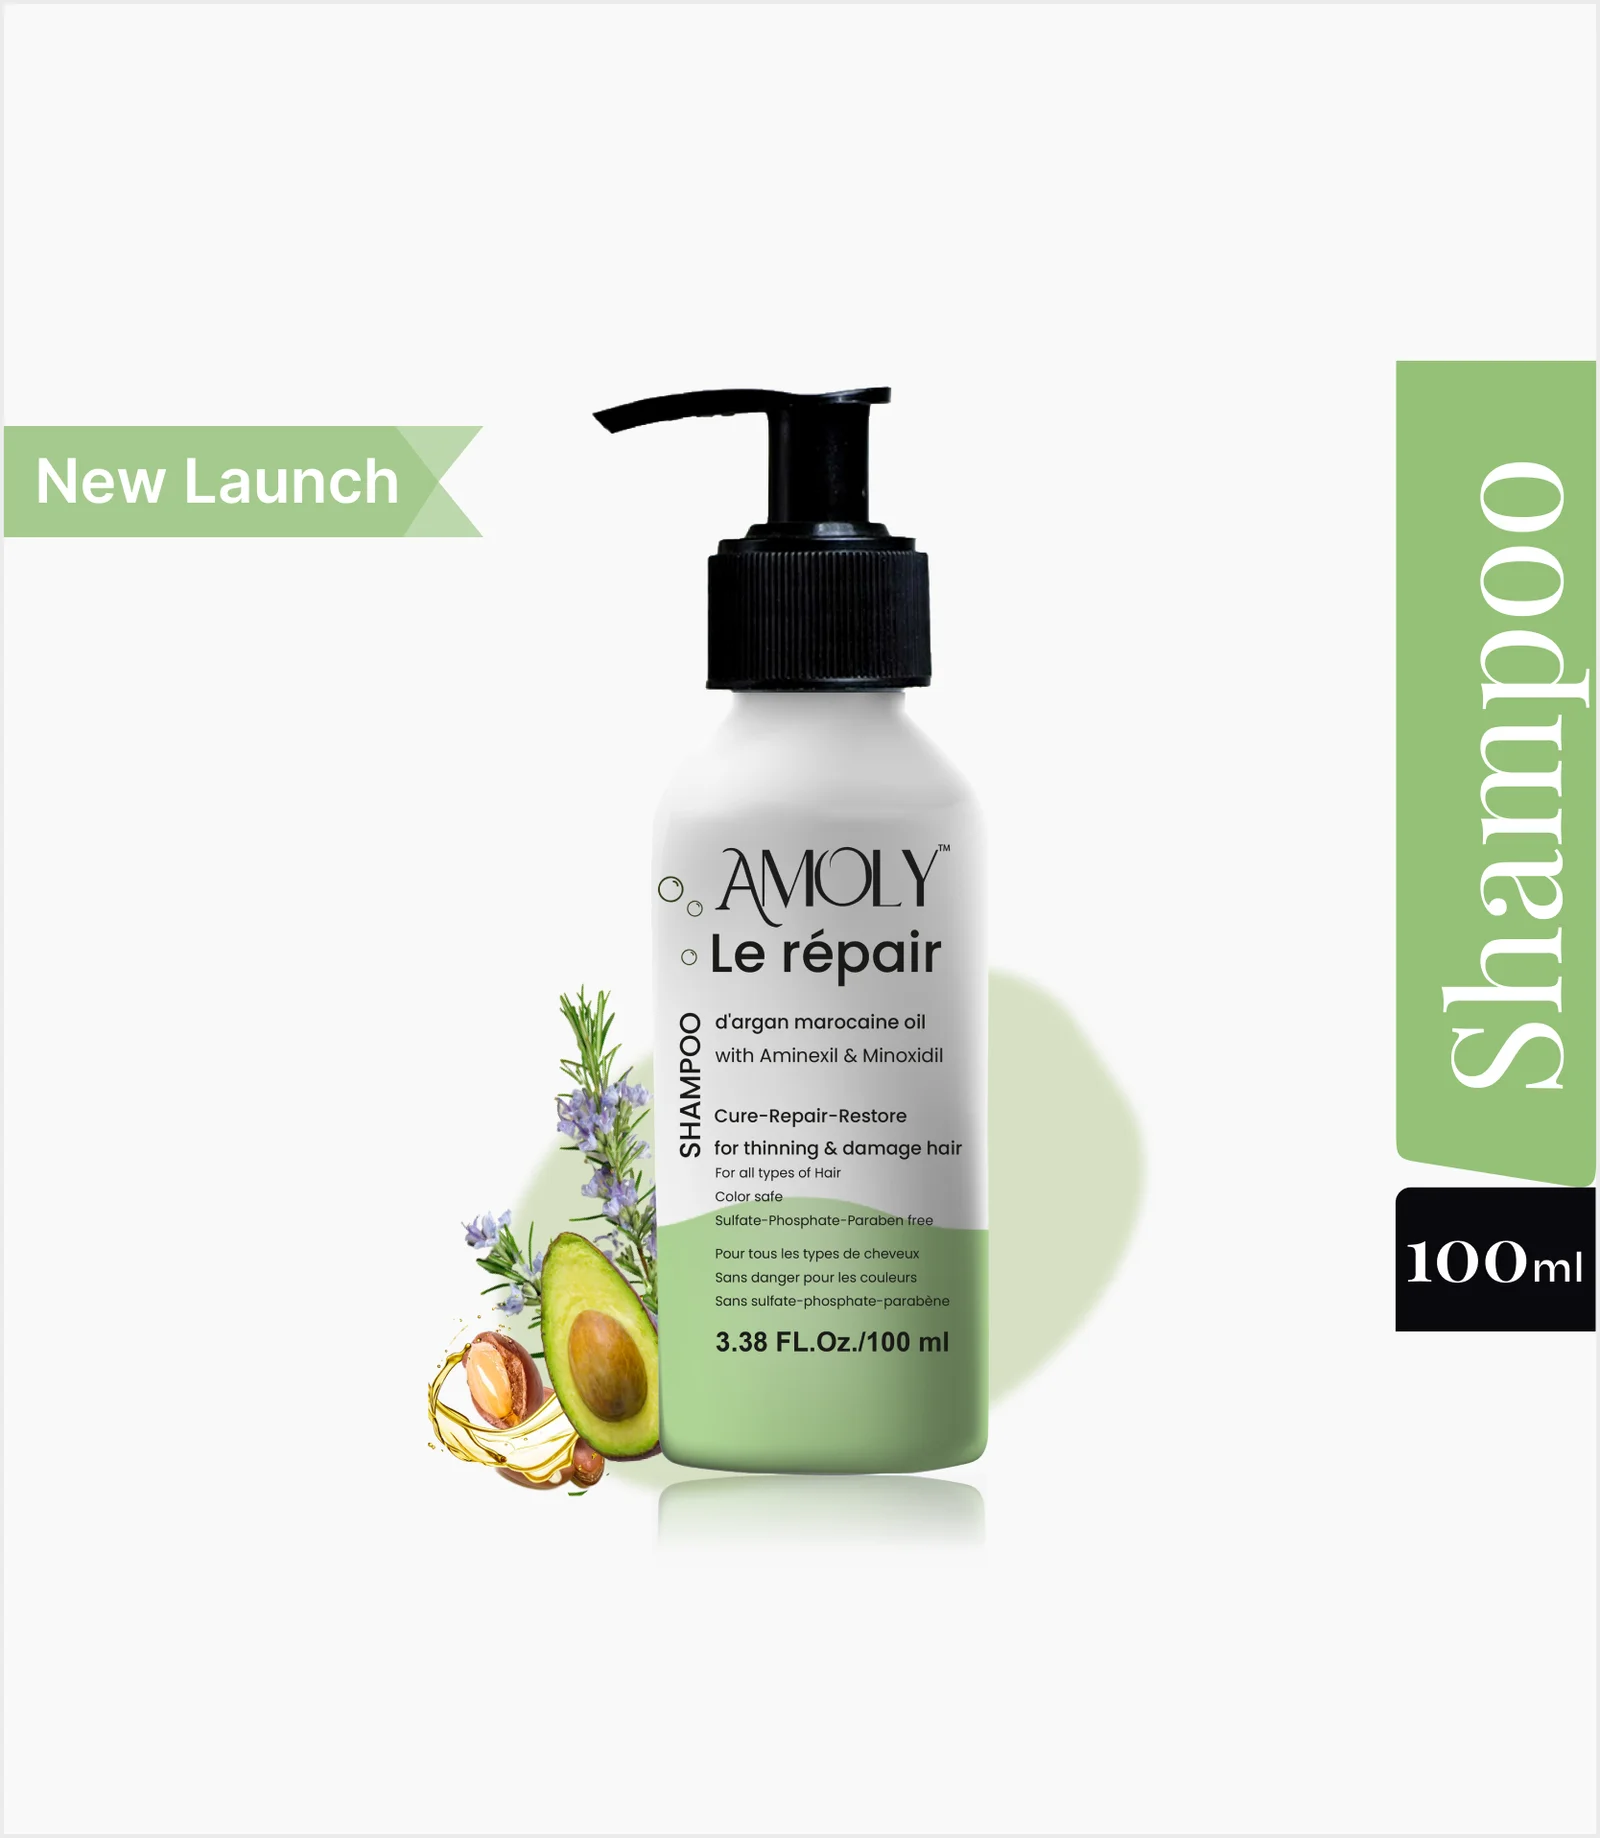 New Launch
AMOLY™
Le répair
SHAMPOO
d'argan marocaine oil
with Aminexil & Minoxidil
Cure-Repair-Restore
for thinning & damage hair
For all types of Hair
Color safe
Sulfate-Phosphate-Paraben free
Pour tous les types de cheveux
Sans danger pour les couleurs
Sans sulfate-phosphate-parabène
3.38 FL.Oz./100 ml
Shampoo
100ml